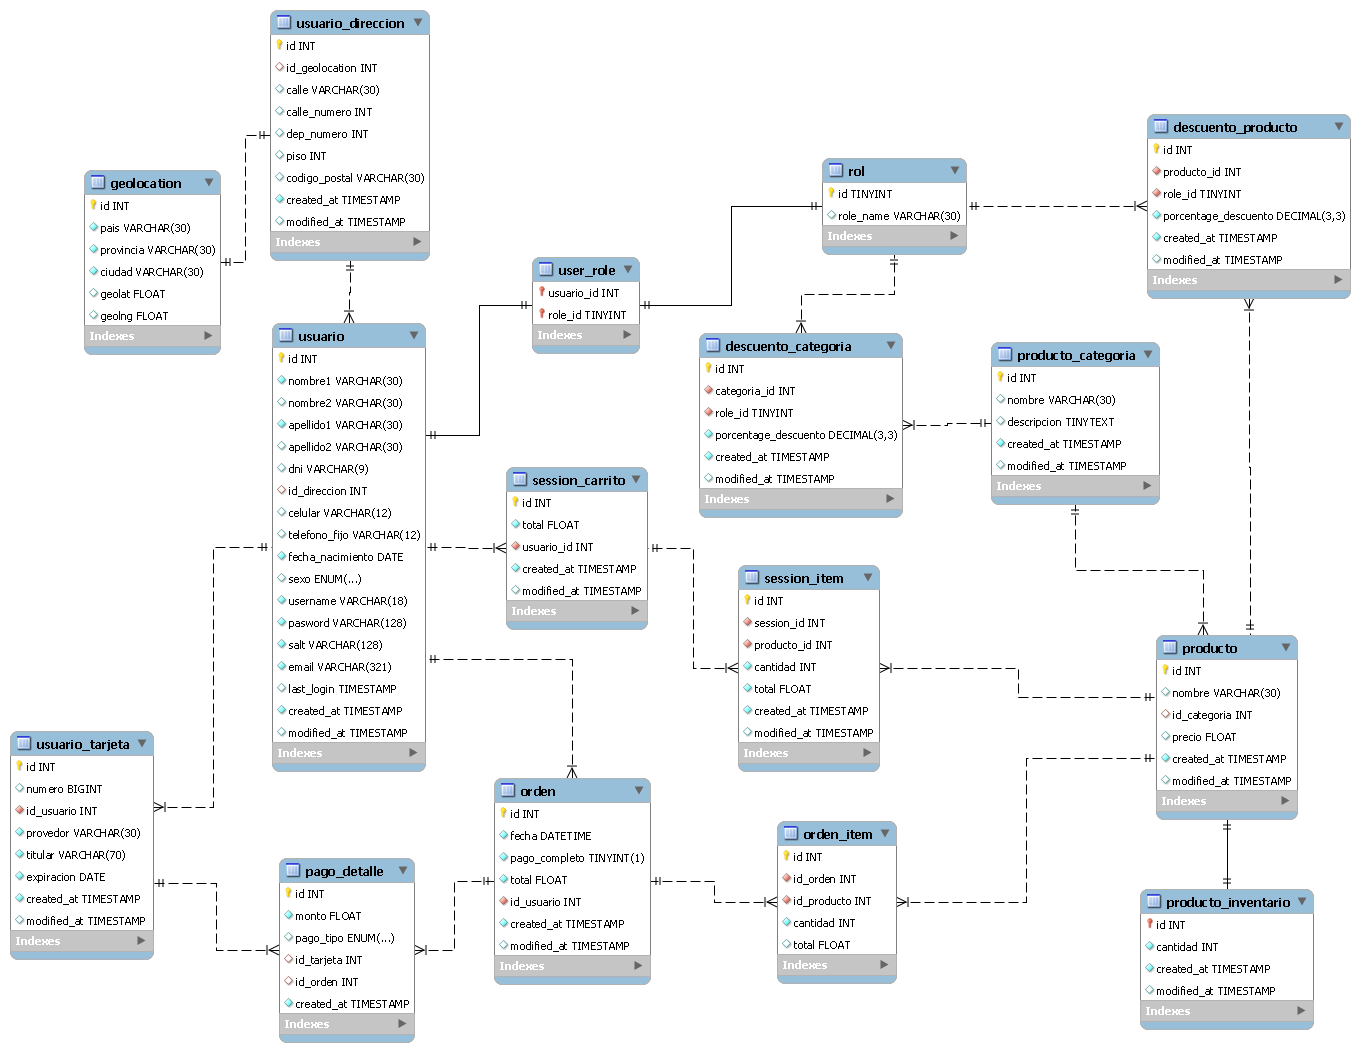 usuario_direccion
id INT
id_geolocation INT
calle VARCHAR(30)
calle_numero INT
dep_numero INT
piso INT
codigo_postal VARCHAR(30)
created_at TIMESTAMP
modified_at TIMESTAMP
Indexes
geolocation
id INT
pais VARCHAR(30)
provincia VARCHAR(30)
ciudad VARCHAR(30)
geolat FLOAT
geolng FLOAT
Indexes
rol
id TINYINT
role_name VARCHAR(30)
Indexes
descuento_producto
id INT
producto_id INT
role_id TINYINT
porcentage_descuento DECIMAL(3,3)
created_at TIMESTAMP
modified_at TIMESTAMP
Indexes
user_role
usuario_id INT
role_id TINYINT
Indexes
usuario
id INT
nombre1 VARCHAR(30)
nombre2 VARCHAR(30)
apellido1 VARCHAR(30)
apellido2 VARCHAR(30)
dni VARCHAR(9)
id_direccion INT
celular VARCHAR(12)
telefono_fijo VARCHAR(12)
fecha_nacimiento DATE
sexo ENUM(...)
username VARCHAR(18)
pasword VARCHAR(128)
salt VARCHAR(128)
email VARCHAR(321)
last_login TIMESTAMP
created_at TIMESTAMP
modified_at TIMESTAMP
Indexes
descuento_categoria
id INT
categoria_id INT
role_id TINYINT
porcentage_descuento DECIMAL(3,3)
created_at TIMESTAMP
modified_at TIMESTAMP
Indexes
producto_categoria
id INT
nombre VARCHAR(30)
descripcion TINYTEXT
created_at TIMESTAMP
modified_at TIMESTAMP
Indexes
session_carrito
id INT
total FLOAT
usuario_id INT
created_at TIMESTAMP
modified_at TIMESTAMP
Indexes
session_item
id INT
session_id INT
producto_id INT
cantidad INT
total FLOAT
created_at TIMESTAMP
modified_at TIMESTAMP
Indexes
producto
id INT
nombre VARCHAR(30)
id_categoria INT
precio FLOAT
created_at TIMESTAMP
modified_at TIMESTAMP
Indexes
usuario_tarjeta
id INT
numero BIGINT
id_usuario INT
provedor VARCHAR(30)
titular VARCHAR(70)
expiracion DATE
created_at TIMESTAMP
modified_at TIMESTAMP
Indexes
orden
id INT
fecha DATETIME
pago_completo TINYINT(1)
total FLOAT
id_usuario INT
created_at TIMESTAMP
modified_at TIMESTAMP
Indexes
orden_item
id INT
id_orden INT
id_producto INT
cantidad INT
total FLOAT
Indexes
pago_detalle
id INT
monto FLOAT
pago_tipo ENUM(...)
id_tarjeta INT
id_orden INT
created_at TIMESTAMP
Indexes
producto_inventario
id INT
cantidad INT
created_at TIMESTAMP
modified_at TIMESTAMP
Indexes